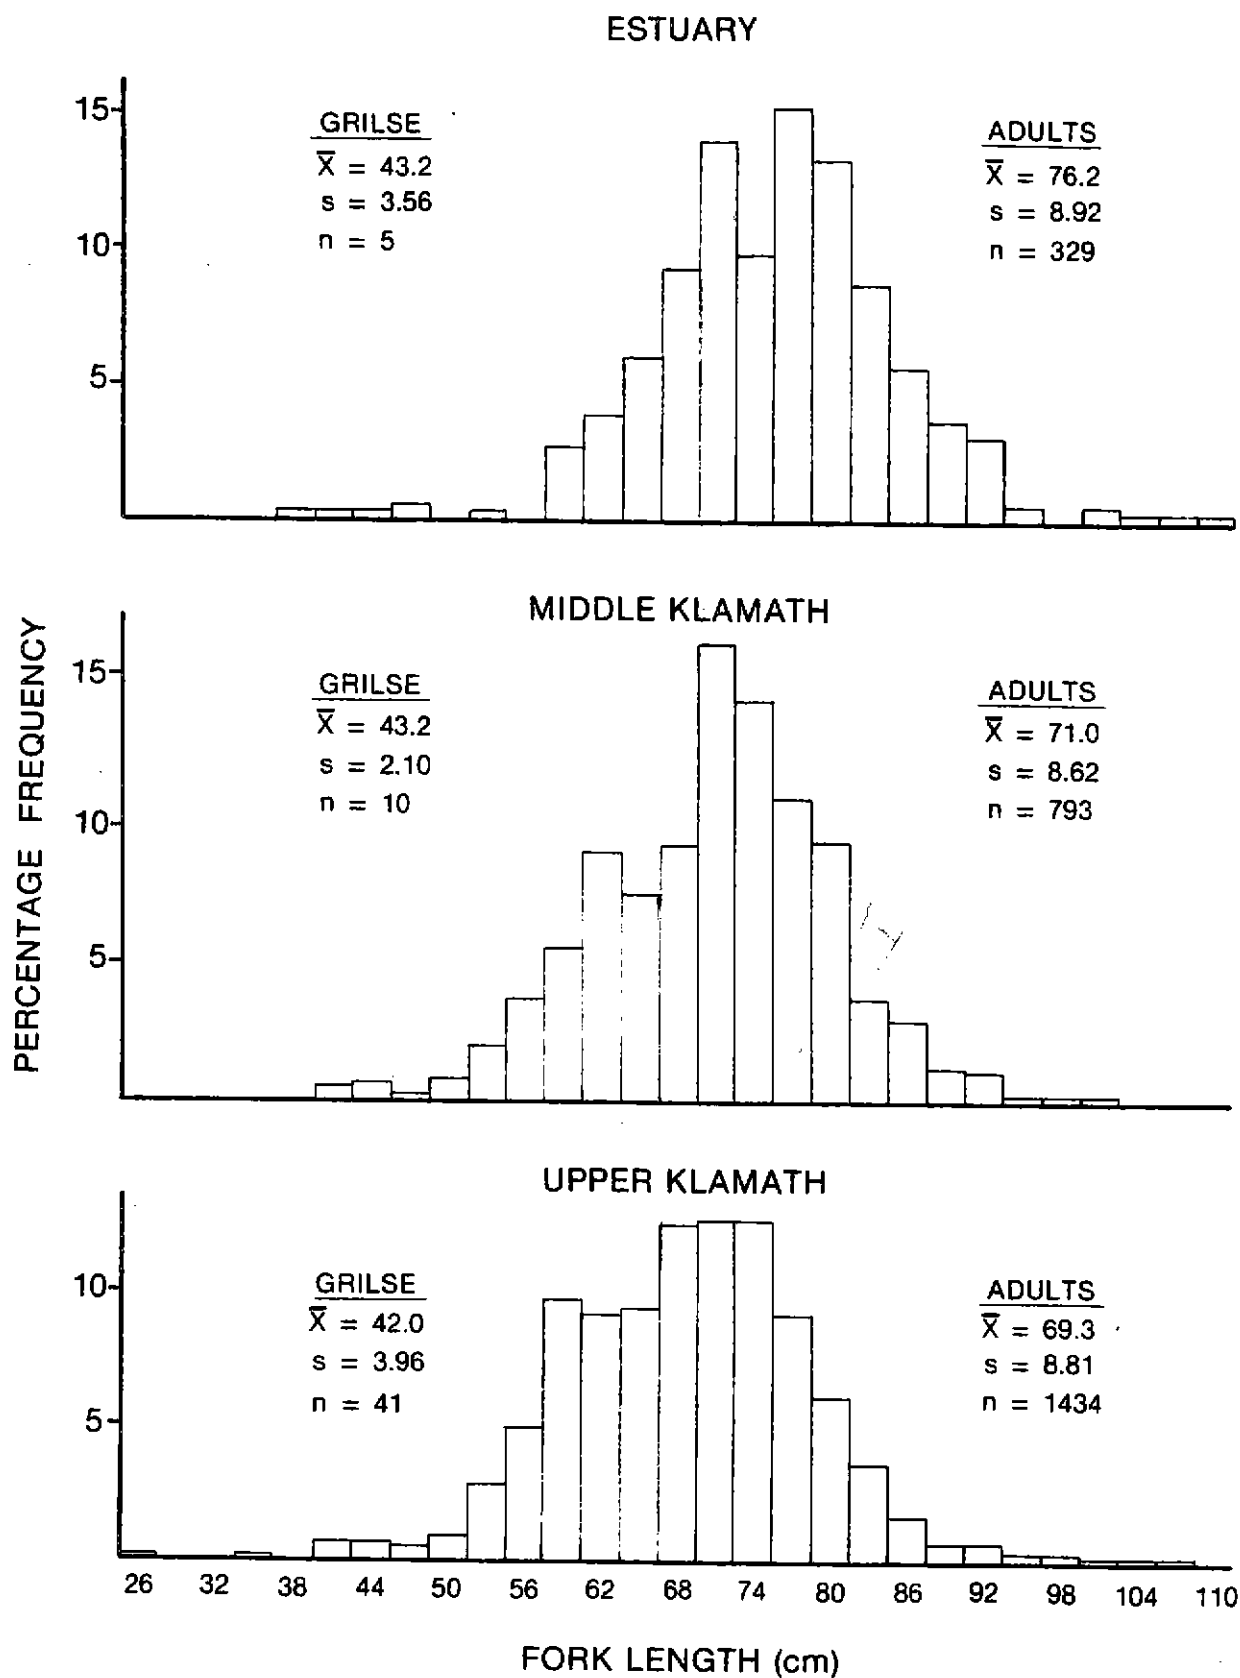 ESTUARY
15
10
5
GRILSE
X̅ = 43.2
s = 3.56
n = 5
ADULTS
X̅ = 76.2
s = 8.92
n = 329
PERCENTAGE FREQUENCY
MIDDLE KLAMATH
15
10
5
GRILSE
X̅ = 43.2
s = 2.10
n = 10
ADULTS
X̅ = 71.0
s = 8.62
n = 793
UPPER KLAMATH
10
5
GRILSE
X̅ = 42.0
s = 3.96
n = 41
ADULTS
X̅ = 69.3
s = 8.81
n = 1434
26 32 38 44 50 56 62 68 74 80 86 92 98 104 110
FORK LENGTH (cm)